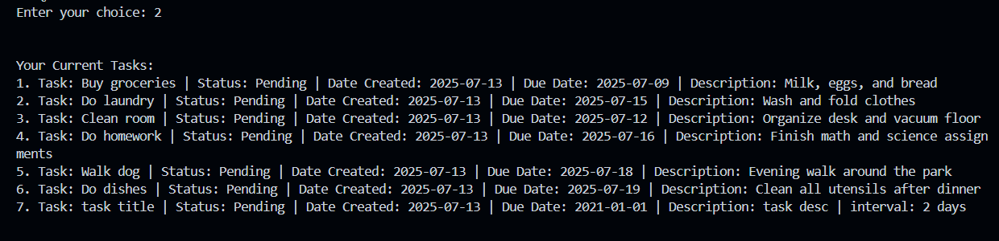 Enter your choice: 2
Your Current Tasks:
1. Task: Buy groceries | Status: Pending | Date Created: 2025-07-13 | Due Date: 2025-07-09 | Description: Milk, eggs, and bread
2. Task: Do laundry | Status: Pending | Date Created: 2025-07-13 | Due Date: 2025-07-15 | Description: Wash and fold clothes
3. Task: Clean room | Status: Pending | Date Created: 2025-07-13 | Due Date: 2025-07-12 | Description: Organize desk and vacuum floor
4. Task: Do homework | Status: Pending | Date Created: 2025-07-13 | Due Date: 2025-07-16 | Description: Finish math and science assign
ments
5. Task: Walk dog | Status: Pending | Date Created: 2025-07-13 | Due Date: 2025-07-18 | Description: Evening walk around the park
6. Task: Do dishes | Status: Pending | Date Created: 2025-07-13 | Due Date: 2025-07-19 | Description: Clean all utensils after dinner
7. Task: task title | Status: Pending | Date Created: 2025-07-13 | Due Date: 2021-01-01 | Description: task desc | interval: 2 days